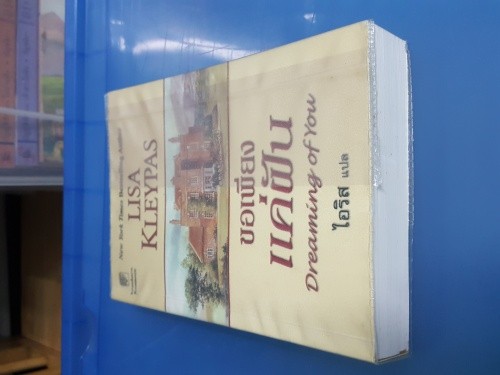 New York Times Bestselling Author
LISA
KLEYPAS
ขอเพียง
แค่ฝัน
Dreaming of You
ไอริส แปล